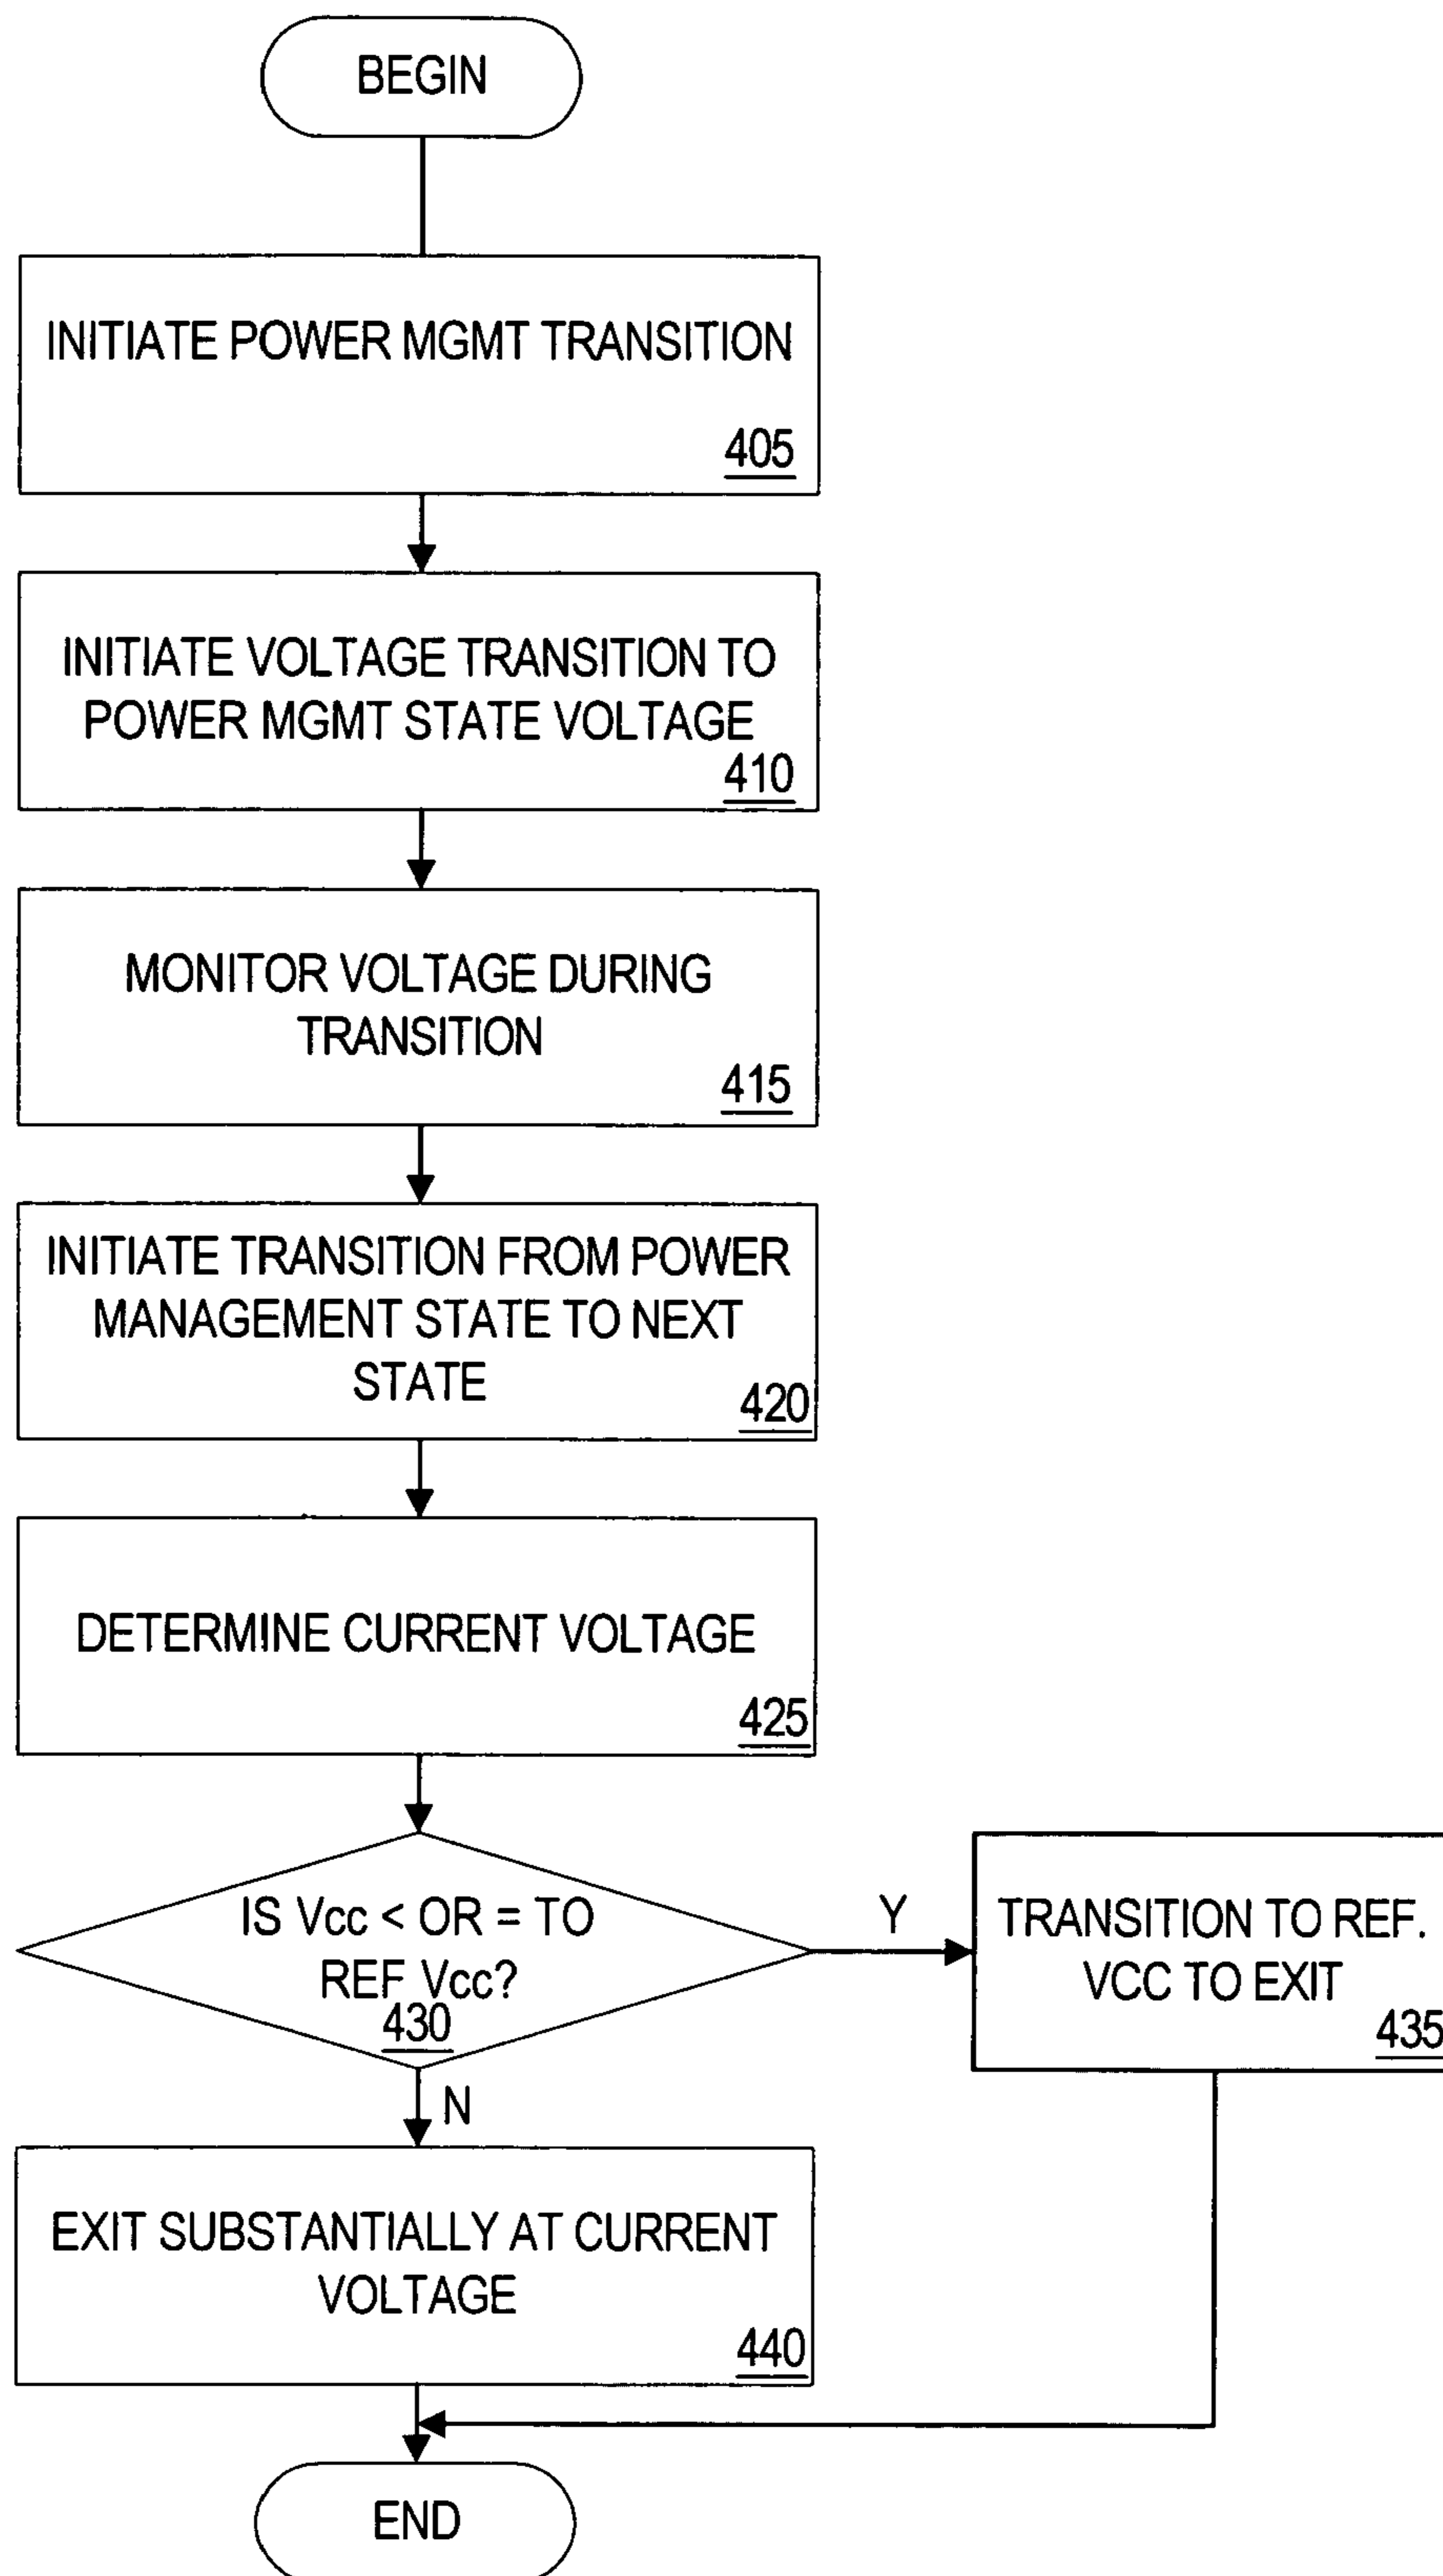 BEGIN
INITIATE POWER MGMT TRANSITION
405
INITIATE VOLTAGE TRANSITION TO
POWER MGMT STATE VOLTAGE
410
MONITOR VOLTAGE DURING
TRANSITION
415
INITIATE TRANSITION FROM POWER
MANAGEMENT STATE TO NEXT
STATE
420
DETERMINE CURRENT VOLTAGE
425
IS Vcc < OR = TO
REF Vcc?
430
Y
TRANSITION TO REF.
VCC TO EXIT
435
N
EXIT SUBSTANTIALLY AT CURRENT
VOLTAGE
440
END